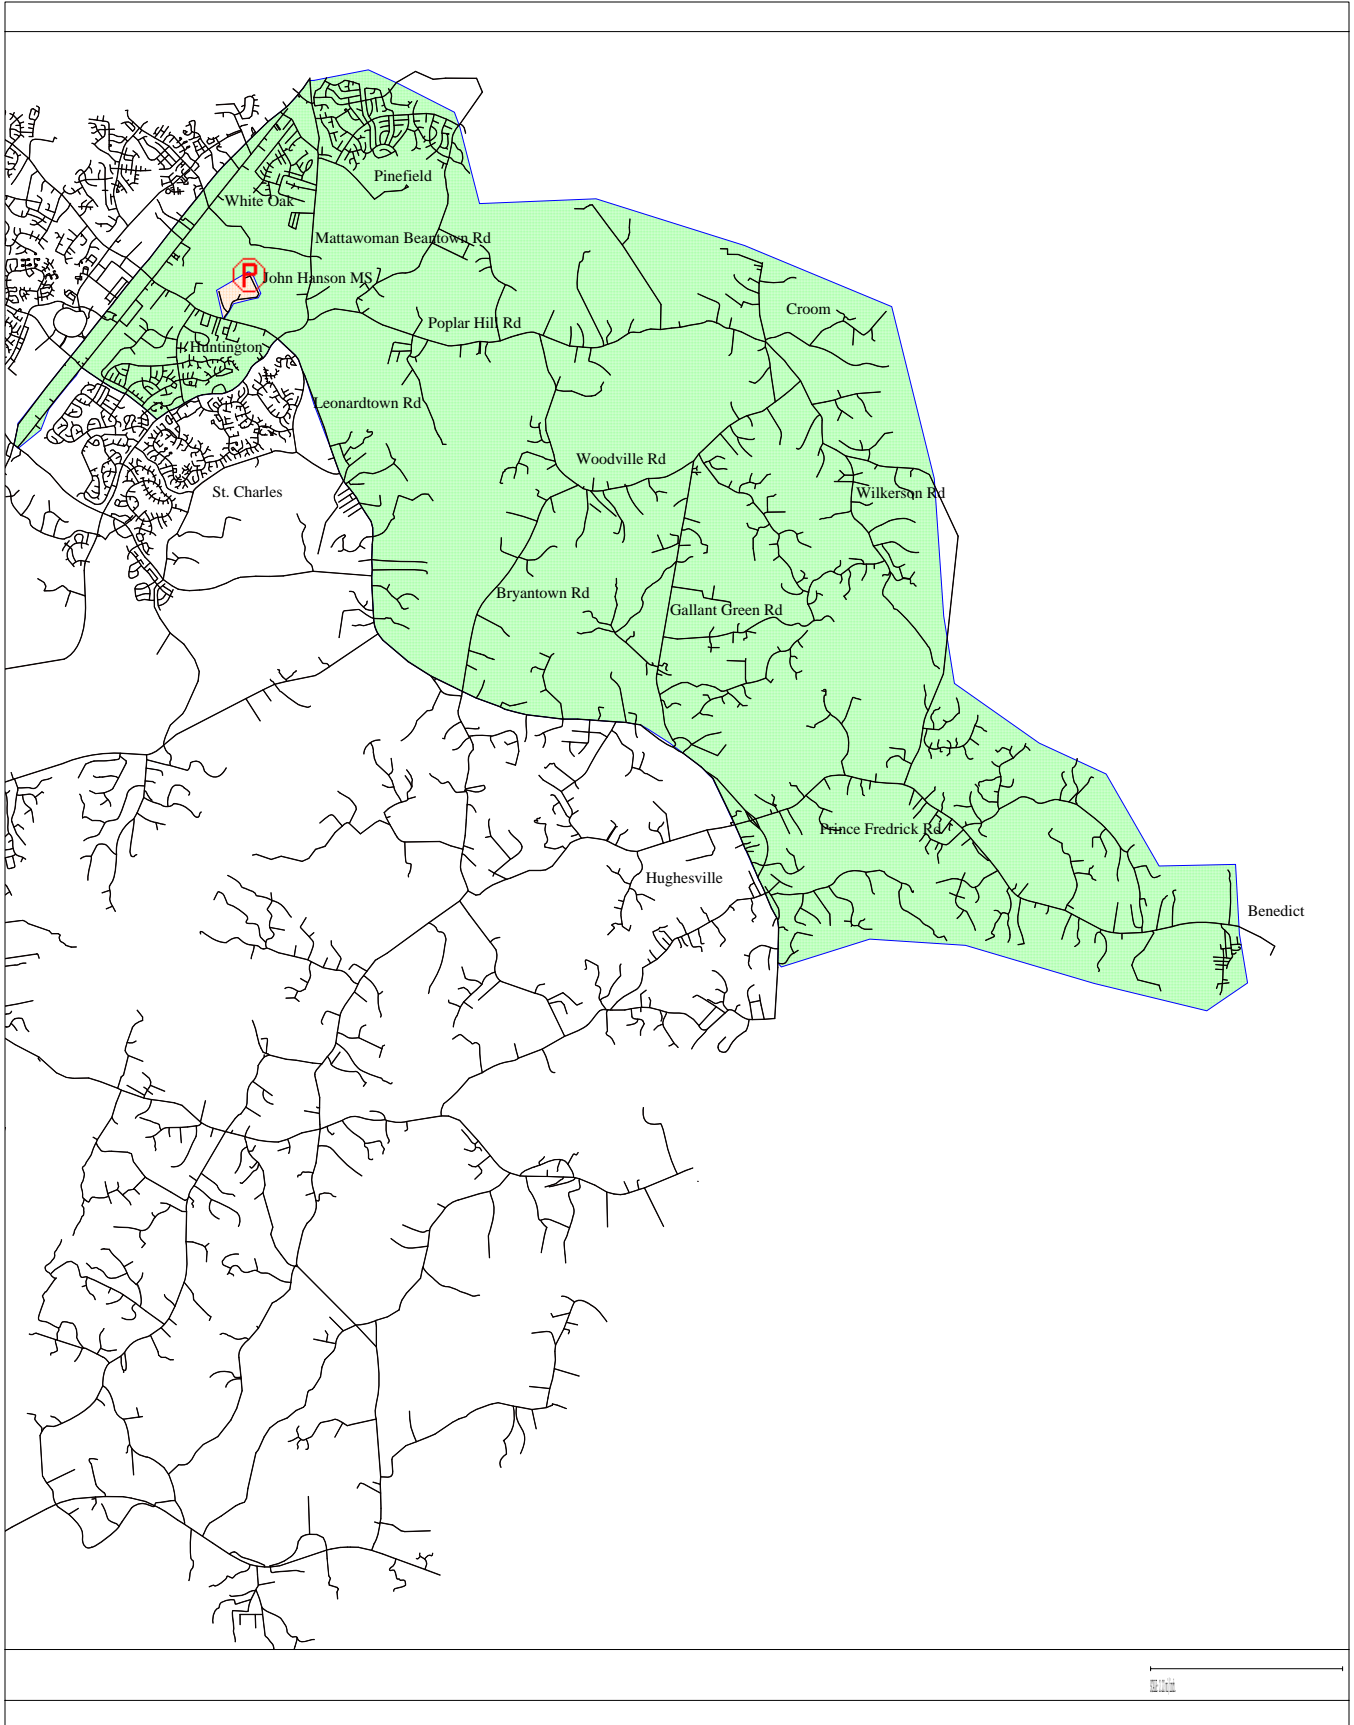 Pinefield
White Oak
Mattawoman Beantown Rd
P
John Hanson MS
Croom
Poplar Hill Rd
Huntington
Leonardtown Rd
Woodville Rd
St. Charles
Wilkerson Rd
Bryantown Rd
Gallant Green Rd
Prince Fredrick Rd
Hughesville
Benedict